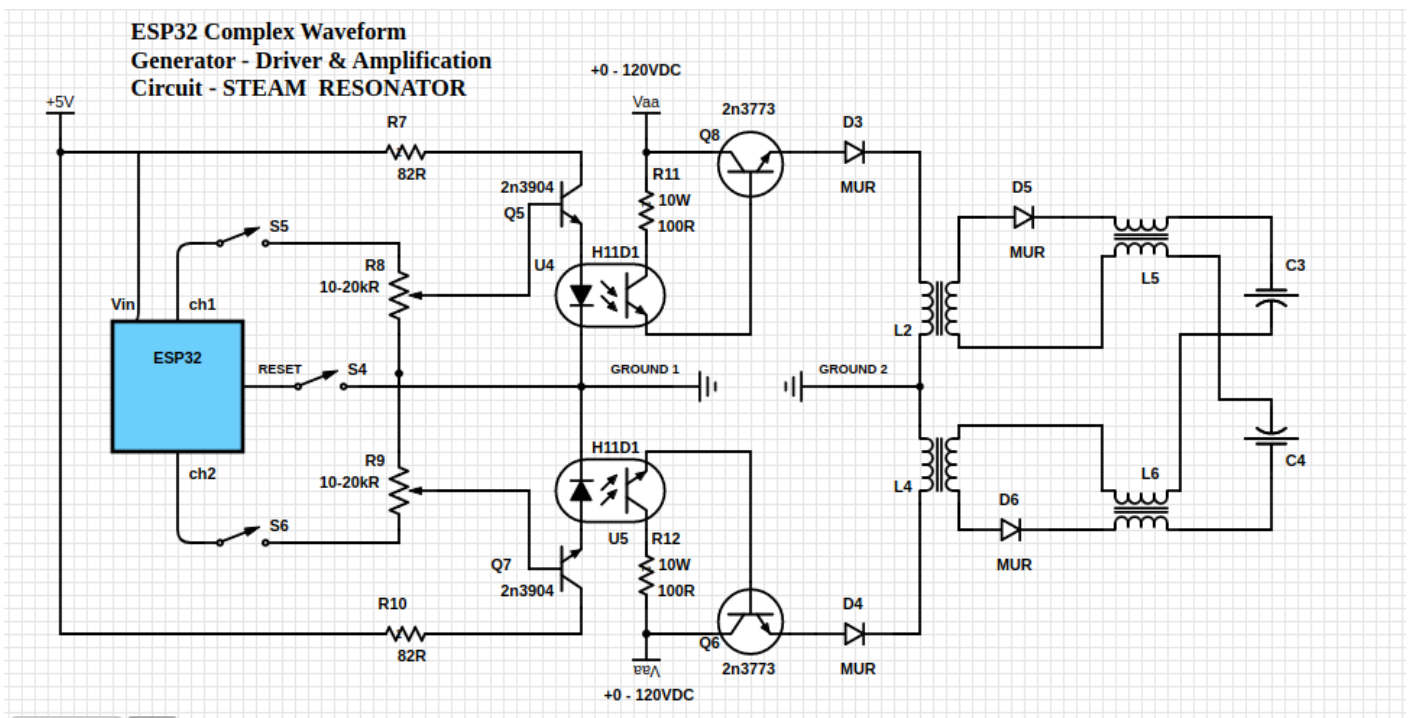 ESP32 Complex Waveform
Generator - Driver & Amplification
Circuit - STEAM RESONATOR
+0 - 120VDC
+5V
Vaa
2n3773
R7
Q8
D3
82R
R11
2n3904
10W
MUR
D5
Q5
100R
S5
H11D1
MUR
R8
U4
C3
10-20kR
L5
Vin
ch1
L2
ESP32
RESET
S4
GROUND 1
GROUND 2
H11D1
R9
C4
ch2
L6
10-20kR
L4
D6
S6
U5
R12
Q7
10W
MUR
2n3904
100R
R10
D4
Q6
82R
Vaa
2n3773
MUR
+0 - 120VDC